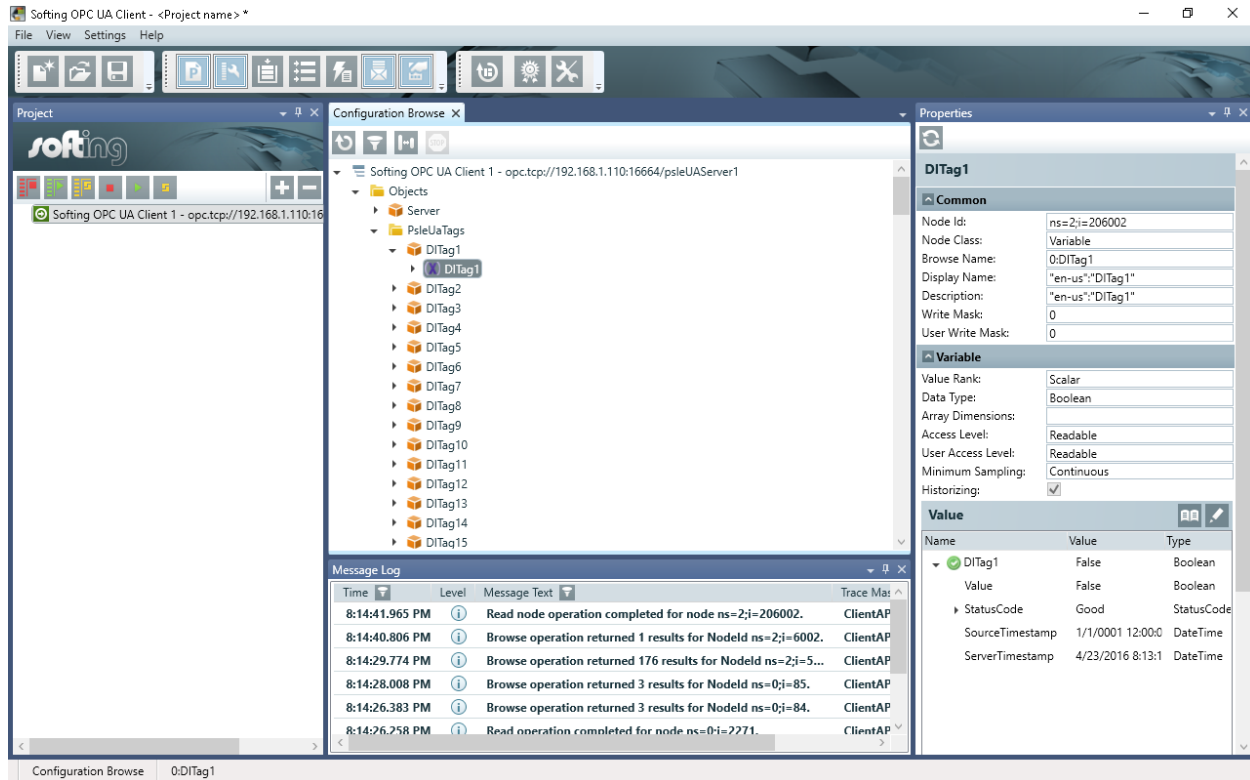 Softing OPC UA Client - <Project name> *
File View Settings Help
Project
softing
Softing OPC UA Client 1 - opc.tcp://192.168.1.110:16
Configuration Browse
STOP
Softing OPC UA Client 1 - opc.tcp://192.168.1.110:16664/psleUAServer1
Objects
Server
PsleUaTags
DITag1
DITag1
DITag2
DITag3
DITag4
DITag5
DITag6
DITag7
DITag8
DITag9
DITag10
DITag11
DITag12
DITag13
DITag14
DITag15
Message Log
Time Level Message Text Trace Mas
8:14:41.965 PM Read node operation completed for node ns=2;i=206002. ClientAP
8:14:40.806 PM Browse operation returned 1 results for NodeId ns=2;i=6002. ClientAP
8:14:29.774 PM Browse operation returned 176 results for NodeId ns=2;i=5... ClientAP
8:14:28.008 PM Browse operation returned 3 results for NodeId ns=0;i=85. ClientAP
8:14:26.383 PM Browse operation returned 3 results for NodeId ns=0;i=84. ClientAP
8:14:26.258 PM Read operation completed for node ns=0;i=2271. ClientAP
Properties
DITag1
Common
Node Id: ns=2;i=206002
Node Class: Variable
Browse Name: 0:DITag1
Display Name: "en-us":"DITag1"
Description: "en-us":"DITag1"
Write Mask: 0
User Write Mask: 0
Variable
Value Rank: Scalar
Data Type: Boolean
Array Dimensions:
Access Level: Readable
User Access Level: Readable
Minimum Sampling: Continuous
Historizing:
Value
Name Value Type
DITag1 False Boolean
Value False Boolean
StatusCode Good StatusCode
SourceTimestamp 1/1/0001 12:00:0 DateTime
ServerTimestamp 4/23/2016 8:13:1 DateTime
Configuration Browse 0:DITag1